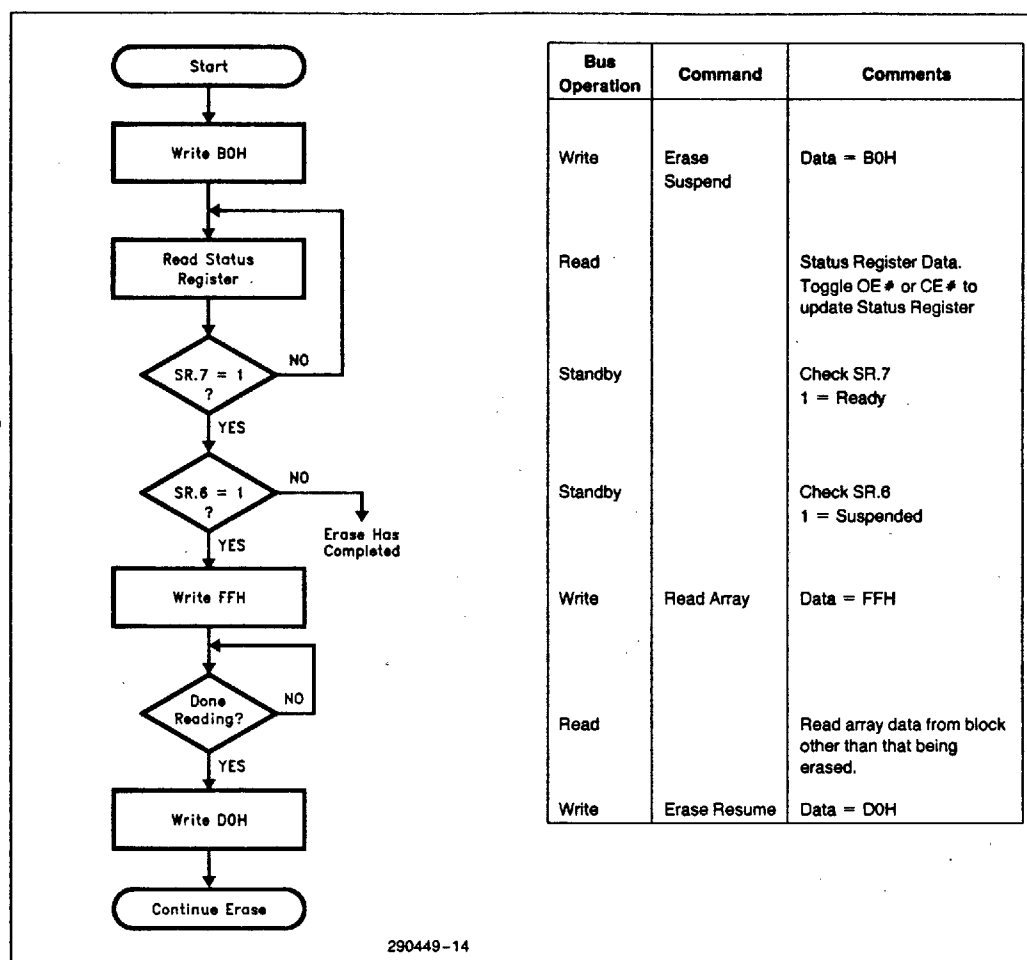 Start
Write B0H
Read Status
Register
SR.7 = 1
?
NO
YES
SR.6 = 1
?
NO
Erase Has
Completed
YES
Write FFH
Done
Reading?
NO
YES
Write D0H
Continue Erase
290449-14
Bus
Operation
Command
Comments
Write
Erase
Suspend
Data = B0H
Read
Status Register Data.
Toggle OE# or CE# to
update Status Register
Standby
Check SR.7
1 = Ready
Standby
Check SR.6
1 = Suspended
Write
Read Array
Data = FFH
Read
Read array data from block
other than that being
erased.
Write
Erase Resume
Data = D0H